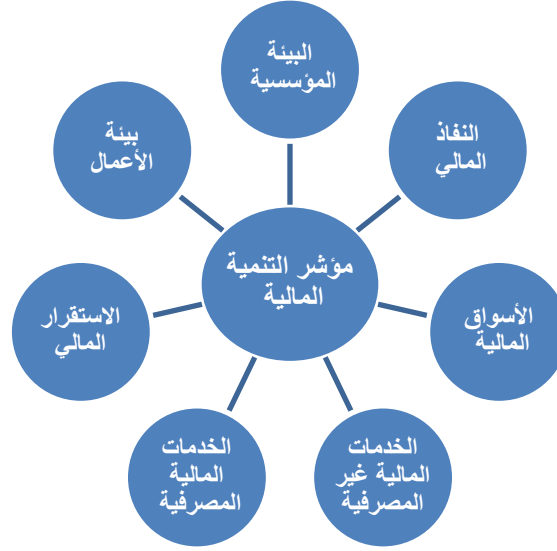 البيئة
المؤسسية
النفاذ
المالي
بيئة
الأعمال
مؤشر التنمية
المالية
الأسواق
المالية
الاستقرار
المالي
الخدمات
المالية غير
المصرفية
الخدمات
المالية
المصرفية